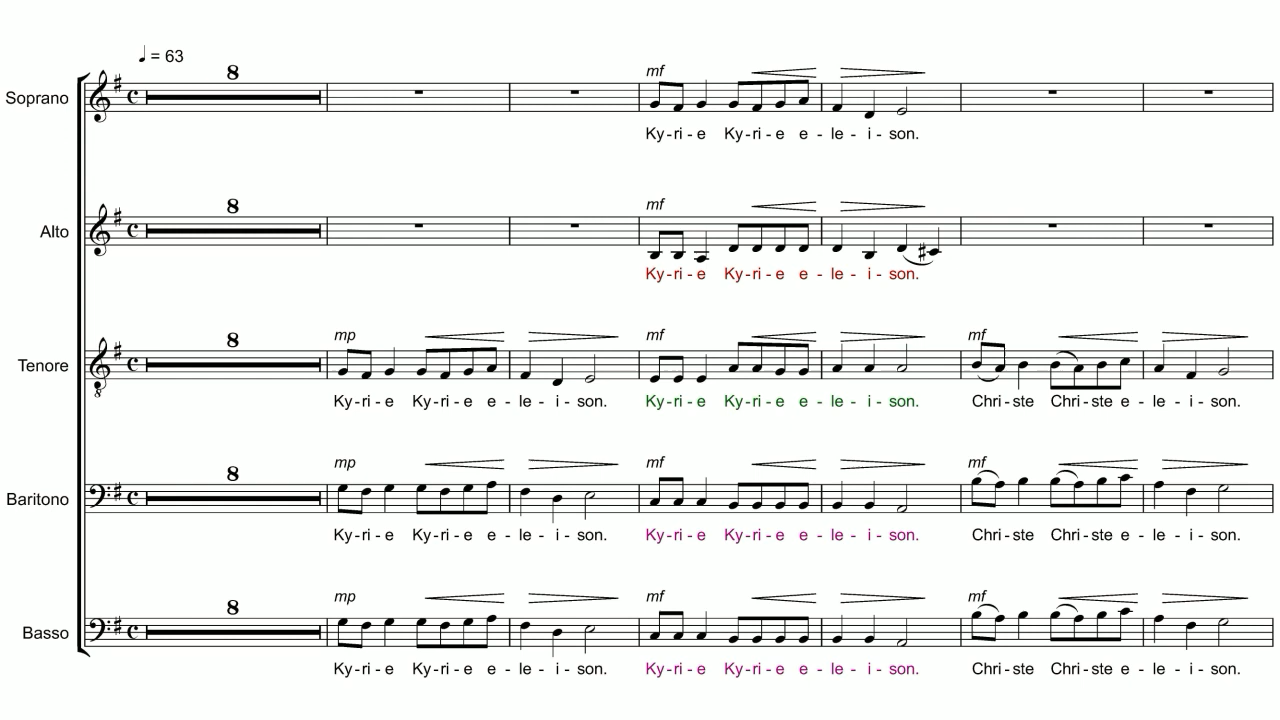 ♩ = 63
8
mf
Soprano
Ky-ri-e Ky-ri-e e-le-i-son.
8
mf
Alto
Ky-ri-e Ky-ri-e e-le-i-son.
8
mp mf mf
Tenore
8
Ky-ri-e Ky-ri-e e-le-i-son. Ky-ri-e Ky-ri-e e-le-i-son. Chri-ste Chri-ste e-le-i-son.
8
mp mf mf
Baritono
Ky-ri-e Ky-ri-e e-le-i-son. Ky-ri-e Ky-ri-e e-le-i-son. Chri-ste Chri-ste e-le-i-son.
8
mp mf mf
Basso
Ky-ri-e Ky-ri-e e-le-i-son. Ky-ri-e Ky-ri-e e-le-i-son. Chri-ste Chri-ste e-le-i-son.